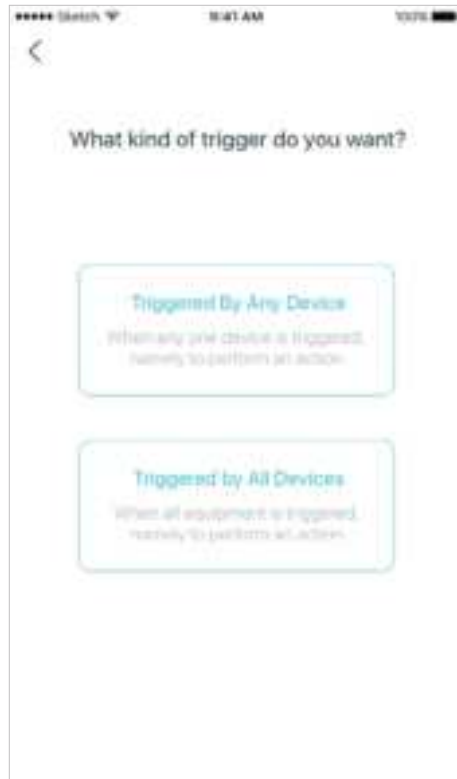 Sketch 9:41 AM 100%
What kind of trigger do you want?
Triggered By Any Device
When any one device is triggered,
namely to perform an action.
Triggered by All Devices
When all equipment is triggered,
namely to perform an action.